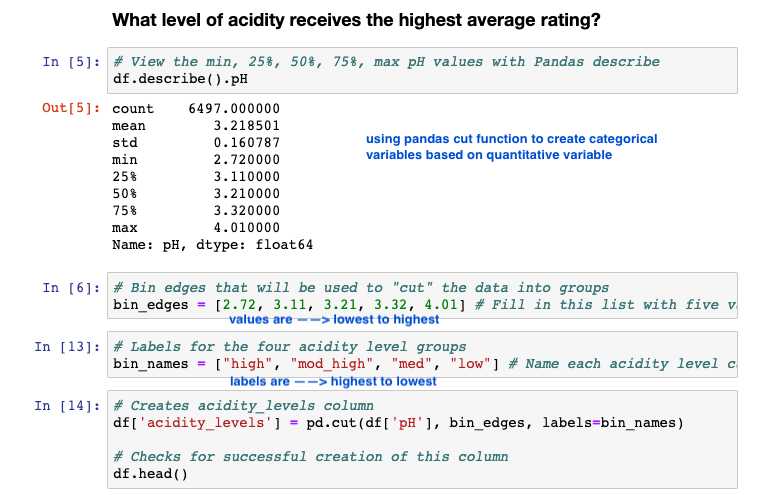 What level of acidity receives the highest average rating?
In [5]: # View the min, 25%, 50%, 75%, max pH values with Pandas describe
df.describe().pH
Out[5]: count 6497.000000
mean 3.218501
std 0.160787
min 2.720000
25% 3.110000
50% 3.210000
75% 3.320000
max 4.010000
Name: pH, dtype: float64
using pandas cut function to create categorical
variables based on quantitative variable
In [6]: # Bin edges that will be used to "cut" the data into groups
bin_edges = [2.72, 3.11, 3.21, 3.32, 4.01] # Fill in this list with five
values are ——> lowest to highest
In [13]: # Labels for the four acidity level groups
bin_names = ["high", "mod_high", "med", "low"] # Name each acidity level
labels are ——> highest to lowest
In [14]: # Creates acidity_levels column
df['acidity_levels'] = pd.cut(df['pH'], bin_edges, labels=bin_names)
# Checks for successful creation of this column
df.head()